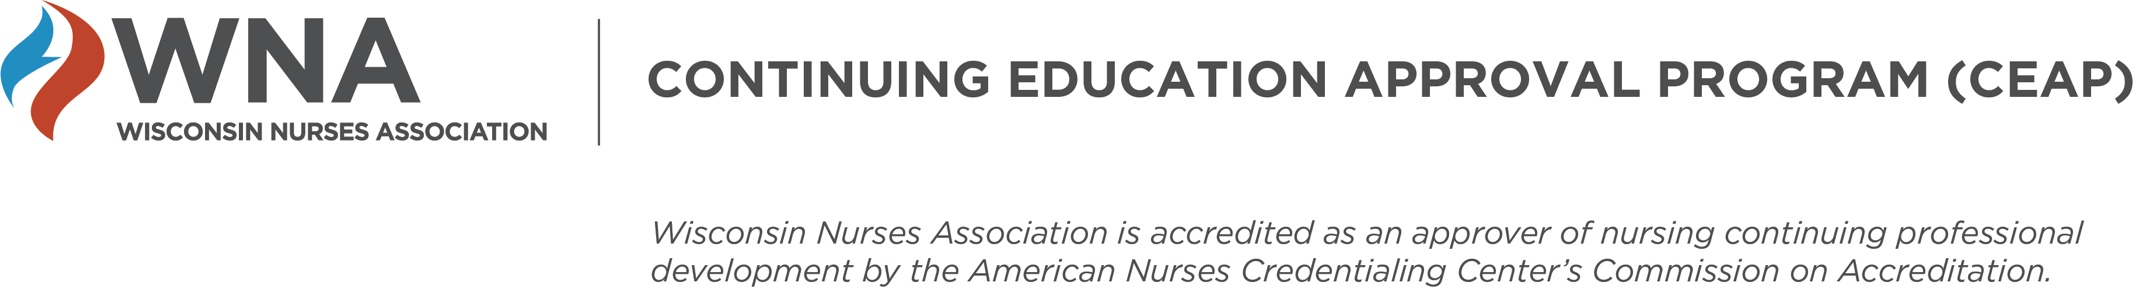 WNA
WISCONSIN NURSES ASSOCIATION
CONTINUING EDUCATION APPROVAL PROGRAM (CEAP)
Wisconsin Nurses Association is accredited as an approver of nursing continuing professional
development by the American Nurses Credentialing Center’s Commission on Accreditation.